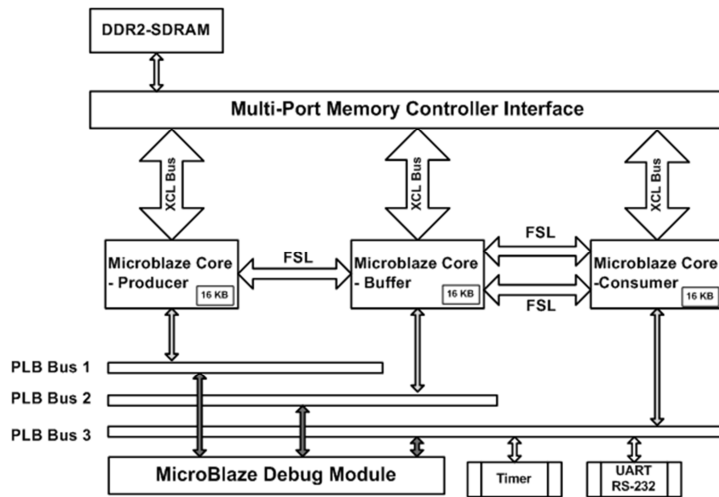 DDR2-SDRAM
Multi-Port Memory Controller Interface
XCL Bus
XCL Bus
XCL Bus
Microblaze Core
- Producer
16 KB
FSL
Microblaze Core
- Buffer
16 KB
FSL
FSL
Microblaze Core
-Consumer
16 KB
PLB Bus 1
PLB Bus 2
PLB Bus 3
MicroBlaze Debug Module
Timer
UART
RS-232